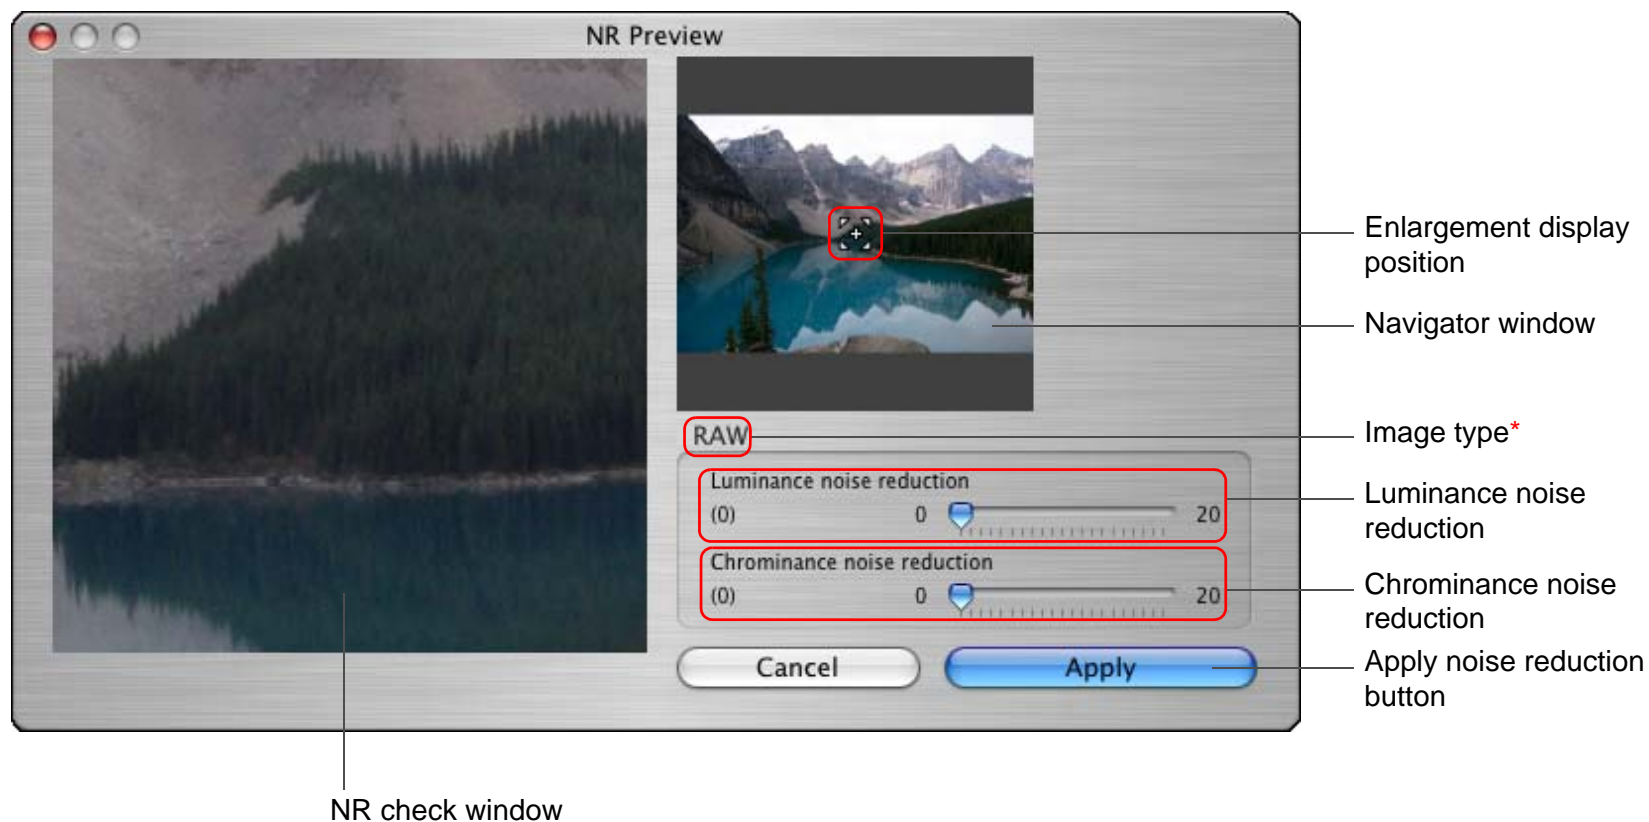 NR Preview
Enlargement display
position
Navigator window
RAW
Image type*
Luminance noise reduction
(0) 0 20
Luminance noise
reduction
Chrominance noise reduction
(0) 0 20
Chrominance noise
reduction
Cancel
Apply
Apply noise reduction
button
NR check window